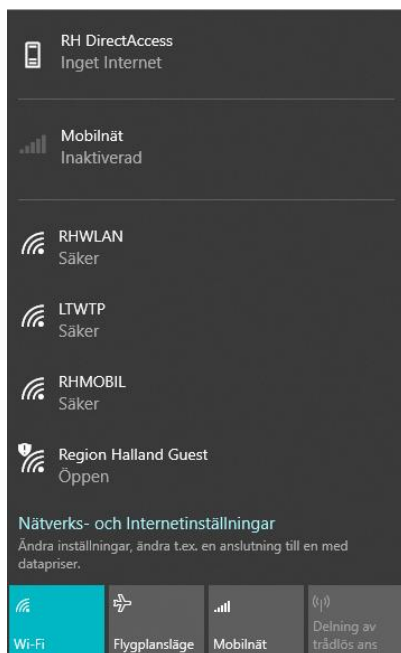 RH DirectAccess
Inget Internet
Mobilnät
Inaktiverad
RHWLAN
Säker
LTWTP
Säker
RHMOBIL
Säker
Region Halland Guest
Öppen
Nätverks- och Internetinställningar
Ändra inställningar, ändra t.ex. en anslutning till en med
datapriser.
Wi-Fi
Flygplansläge
Mobilnät
Delning av
trådlös ans